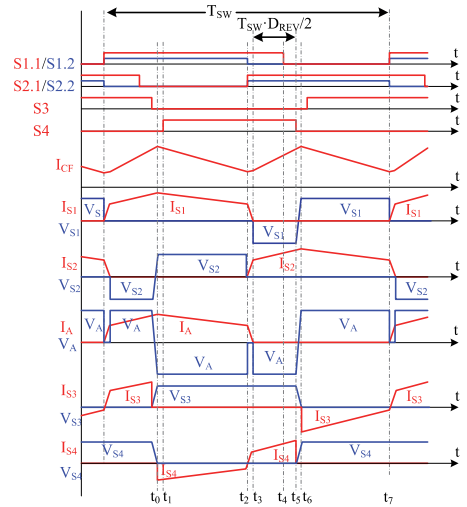 T_SW
T_SW·D_REV/2
S1.1/S1.2 t
S2.1/S2.2 t
S3 t
S4 t
I_CF t
I_S1 V_S I_S1 V_S1 I_S1 t
V_S1 V_S1
I_S2 V_S2 I_S2 t
V_S2 V_S2 V_S2
I_A V_A V_A I_A V_A t
V_A V_A V_A
I_S3 I_S3 V_S3 I_S3 t
V_S3 I_S3
I_S4 V_S4 I_S4 V_S4 t
V_S4 I_S4
t_0 t_1 t_2 t_3 t_4 t_5 t_6 t_7